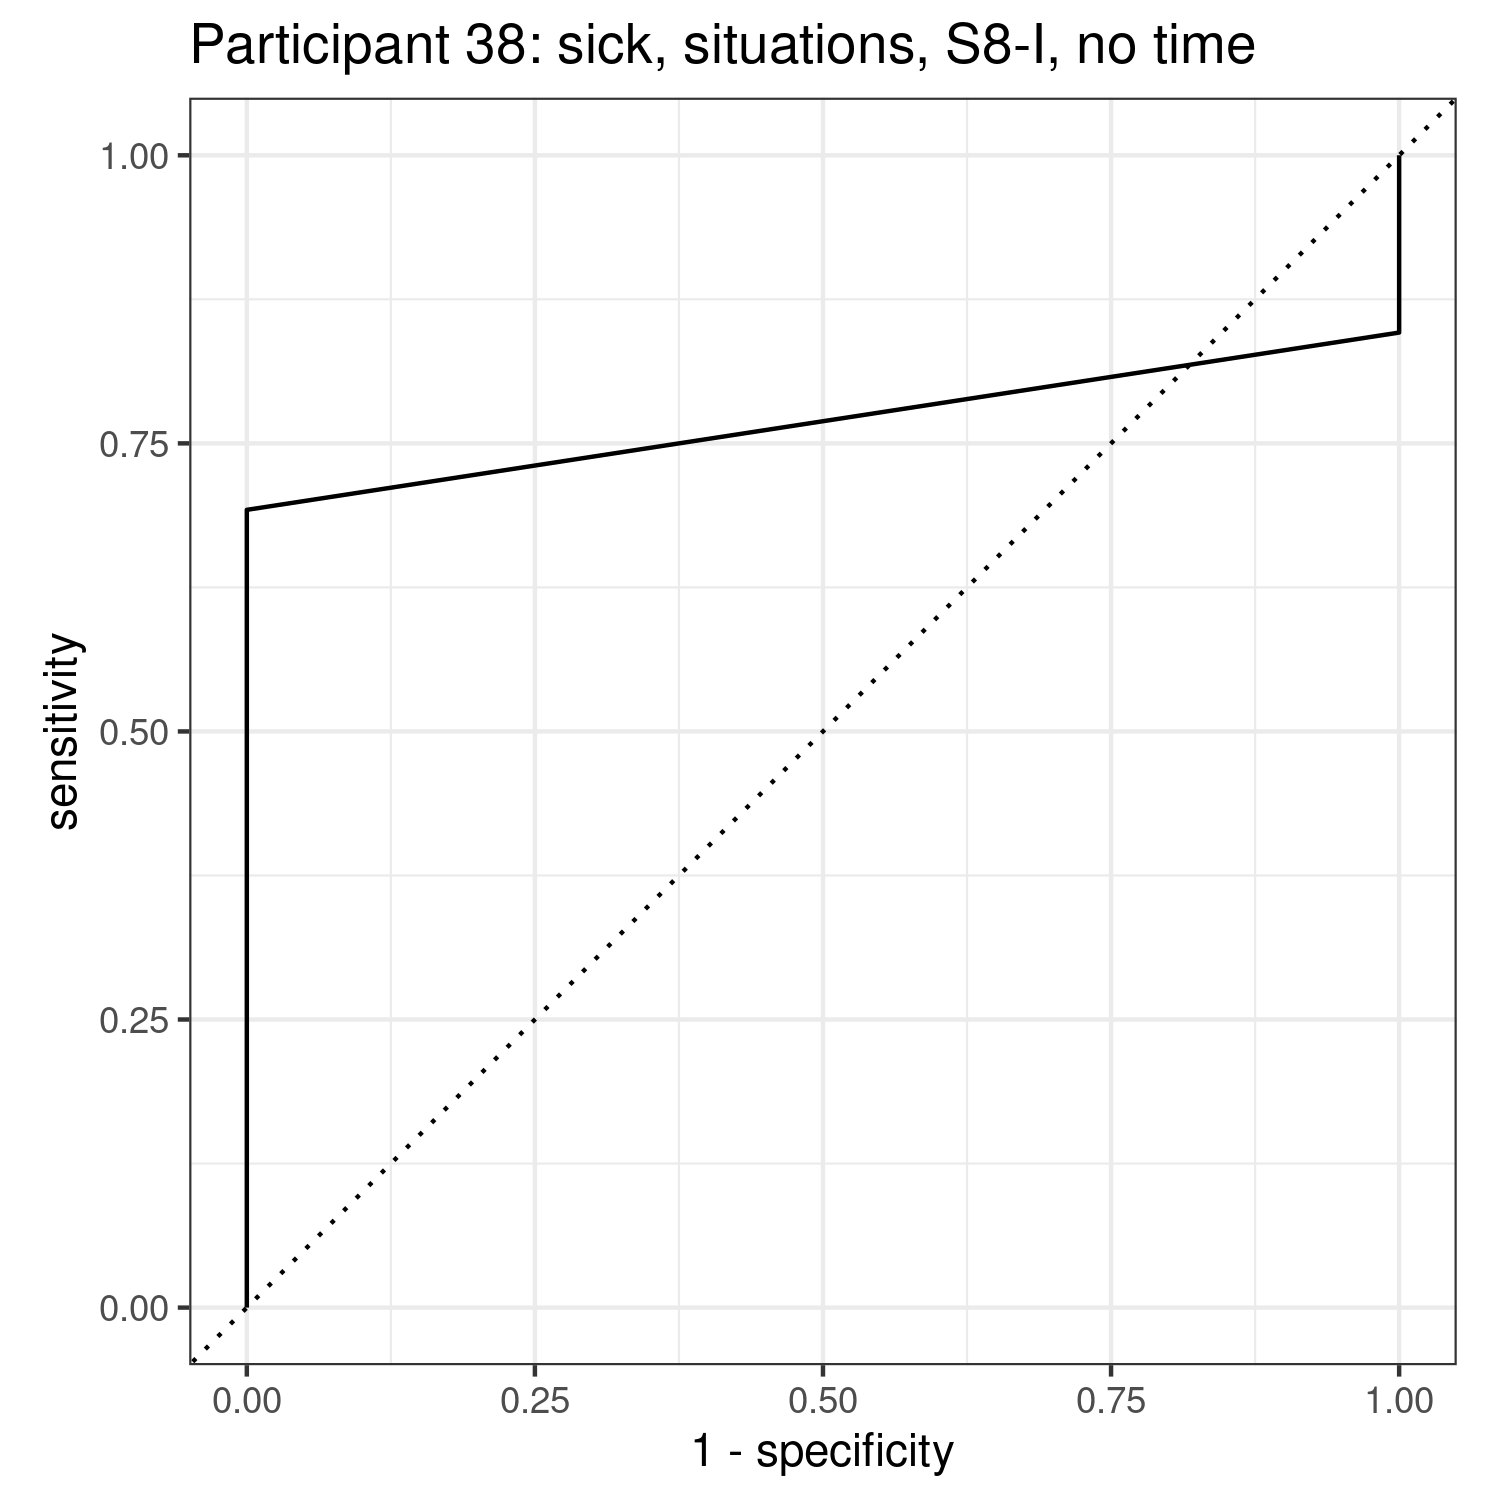 Participant 38: sick, situations, S8-I, no time
1.00
0.75
0.50
0.25
0.00
sensitivity
0.00 0.25 0.50 0.75 1.00
1 - specificity